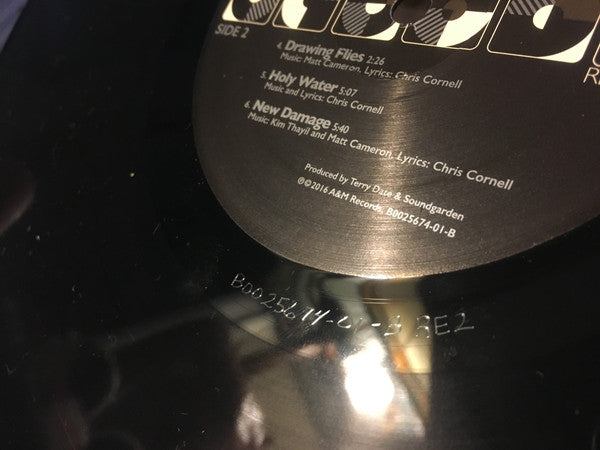 SIDE 2
4. Drawing Flies 2:26
Music: Matt Cameron, Lyrics: Chris Cornell
5. Holy Water 5:07
Music and Lyrics: Chris Cornell
6. New Damage 5:40
Music: Kim Thayil and Matt Cameron, Lyrics: Chris Cornell
Produced by Terry Date & Soundgarden
℗©2016 A&M Records. B0025674-01-B
B0025674-01-B RE2